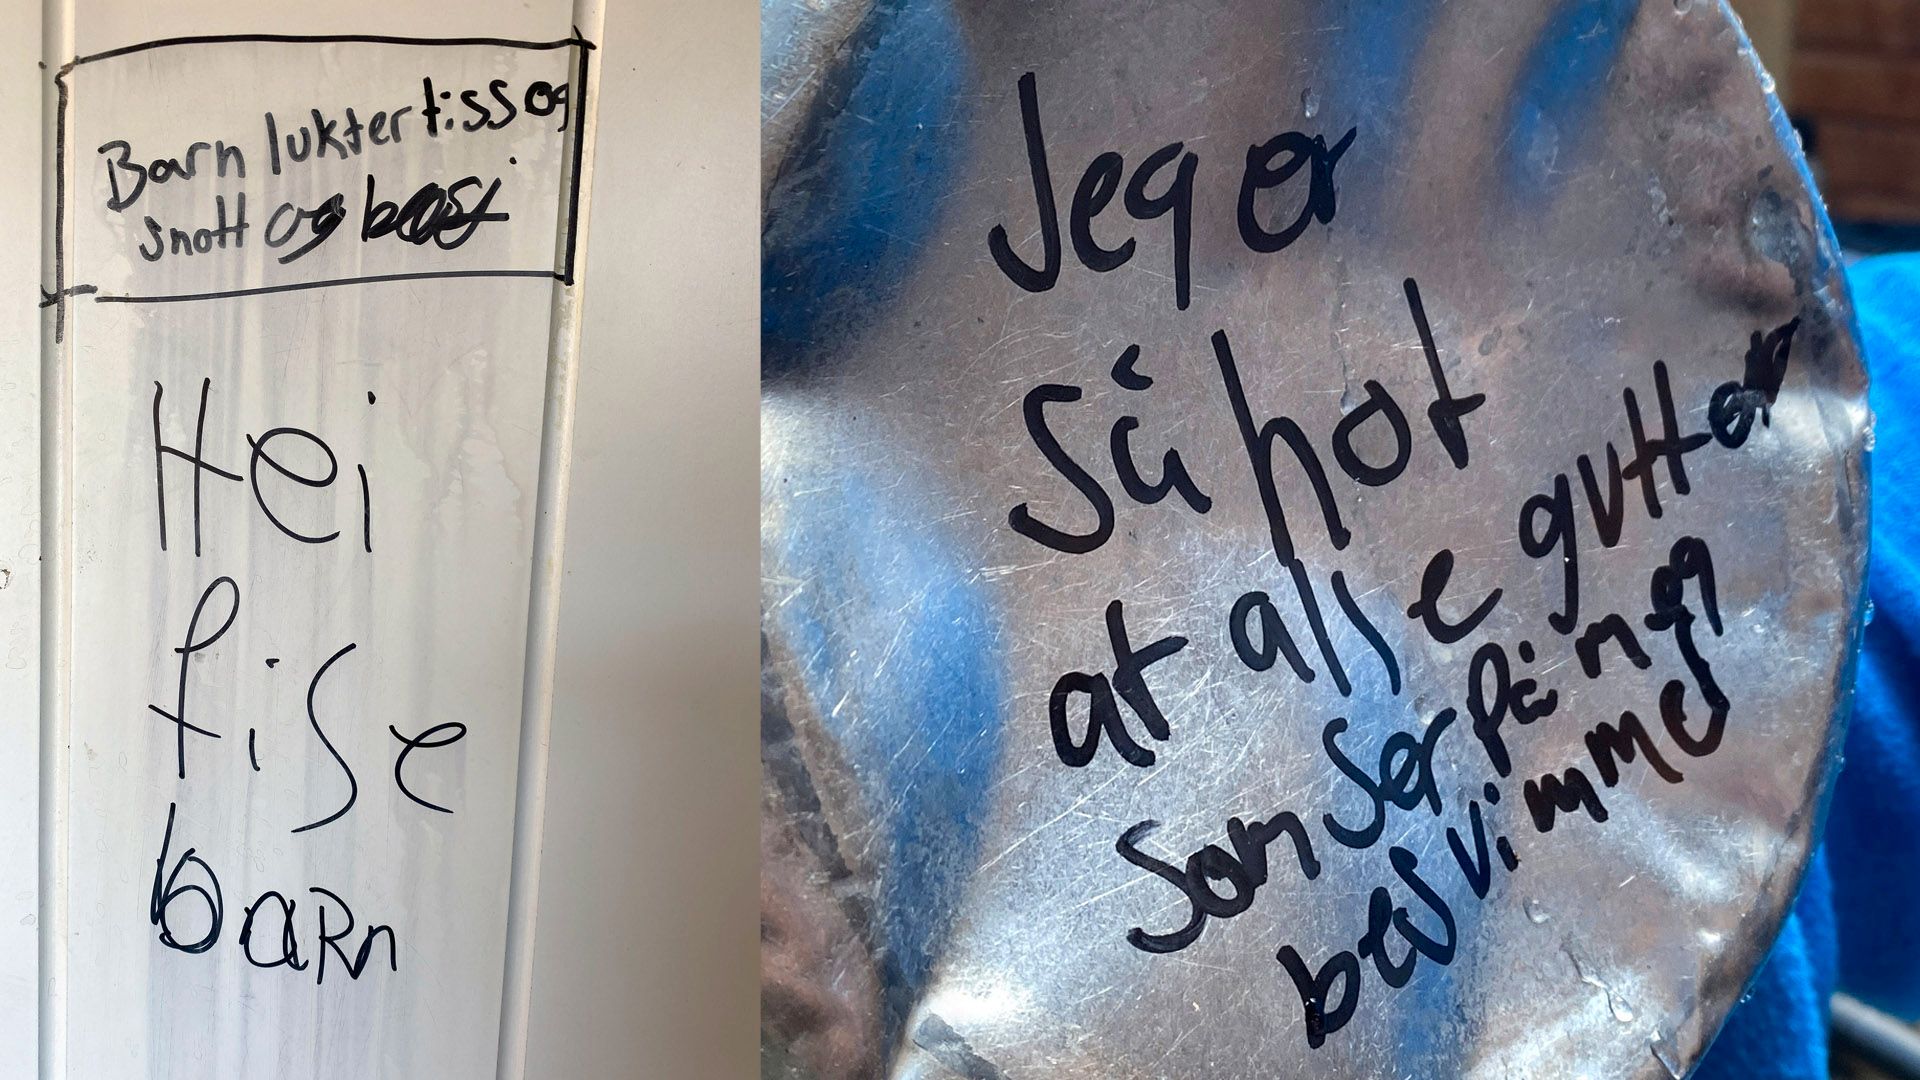 Barn lukter tiss og
snott og
Hei
fise
barn
Jeg er
så hot
at alle gutter
som ser på meg
besvimmer